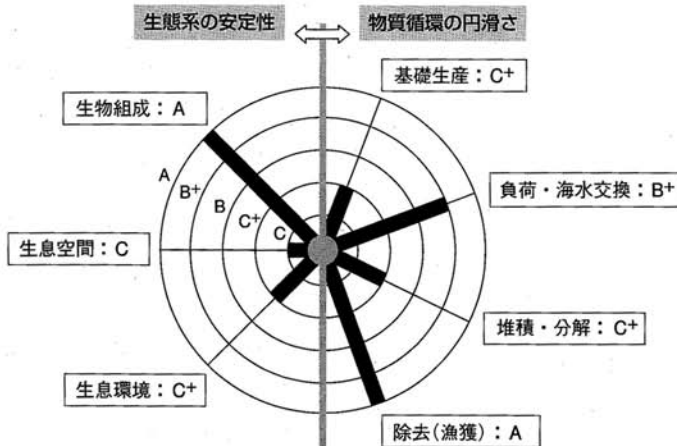 生態系の安定性
物質循環の円滑さ
基礎生産：C⁺
生物組成：A
A
B⁺
B
C⁺
C
負荷・海水交換：B⁺
生息空間：C
堆積・分解：C⁺
生息環境：C⁺
除去(漁獲)：A